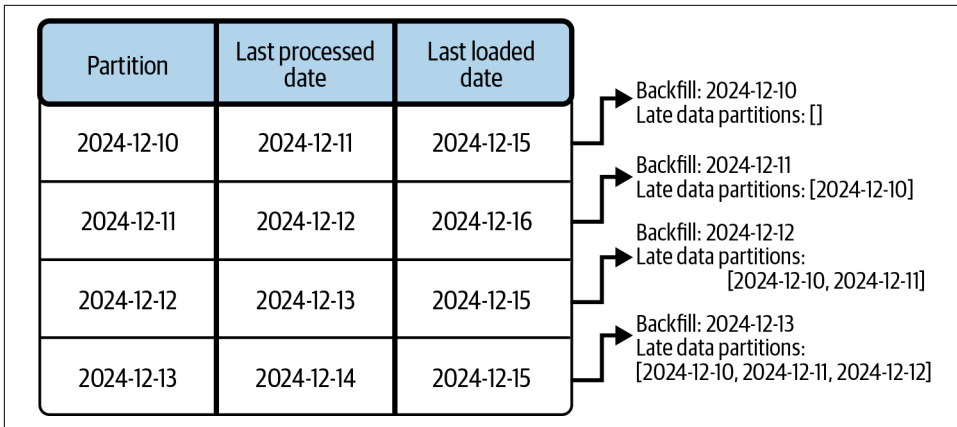 Partition
Last processed
date
Last loaded
date
2024-12-10
2024-12-11
2024-12-15
Backfill: 2024-12-10
Late data partitions: []
2024-12-11
2024-12-12
2024-12-16
Backfill: 2024-12-11
Late data partitions: [2024-12-10]
2024-12-12
2024-12-13
2024-12-15
Backfill: 2024-12-12
Late data partitions:
[2024-12-10, 2024-12-11]
2024-12-13
2024-12-14
2024-12-15
Backfill: 2024-12-13
Late data partitions:
[2024-12-10, 2024-12-11, 2024-12-12]